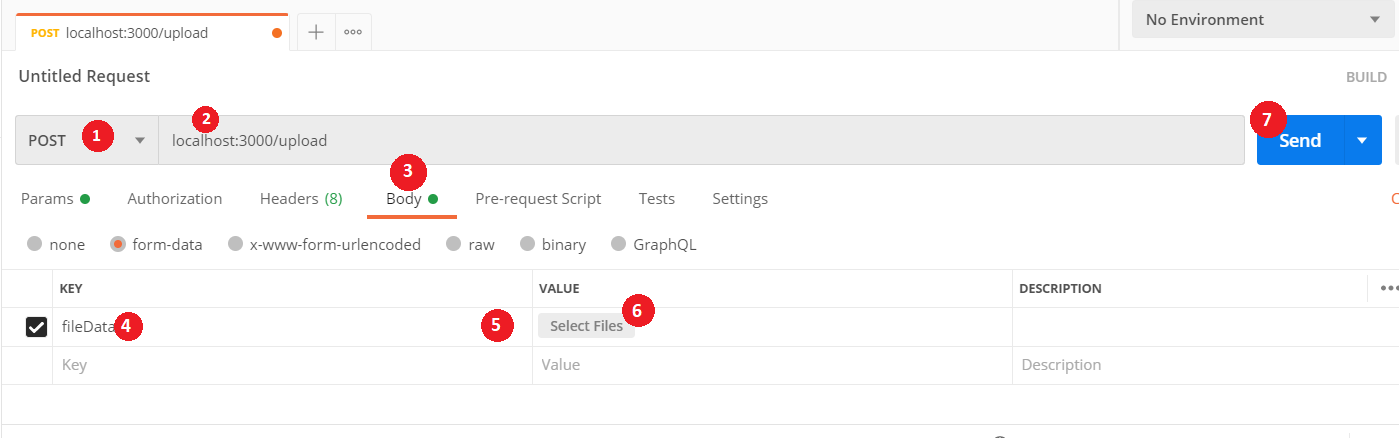 POST localhost:3000/upload
No Environment
Untitled Request
BUILD
POST 1 2 localhost:3000/upload 7 Send
3
Params Authorization Headers (8) Body Pre-request Script Tests Settings
none form-data x-www-form-urlencoded raw binary GraphQL
KEY VALUE DESCRIPTION
fileData 4 5 Select Files 6
Key Value Description